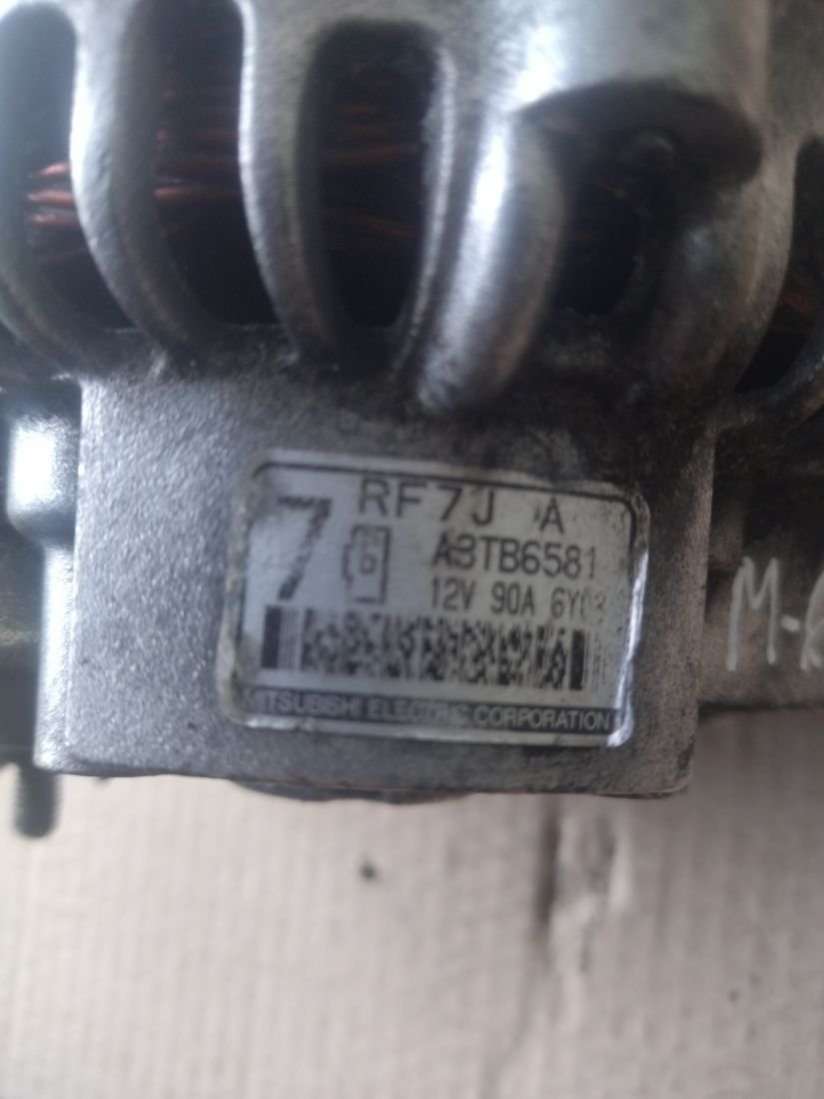 RF7J A
7 G A3TB6581
12V 90A
MITSUBISHI ELECTRIC CORPORATION